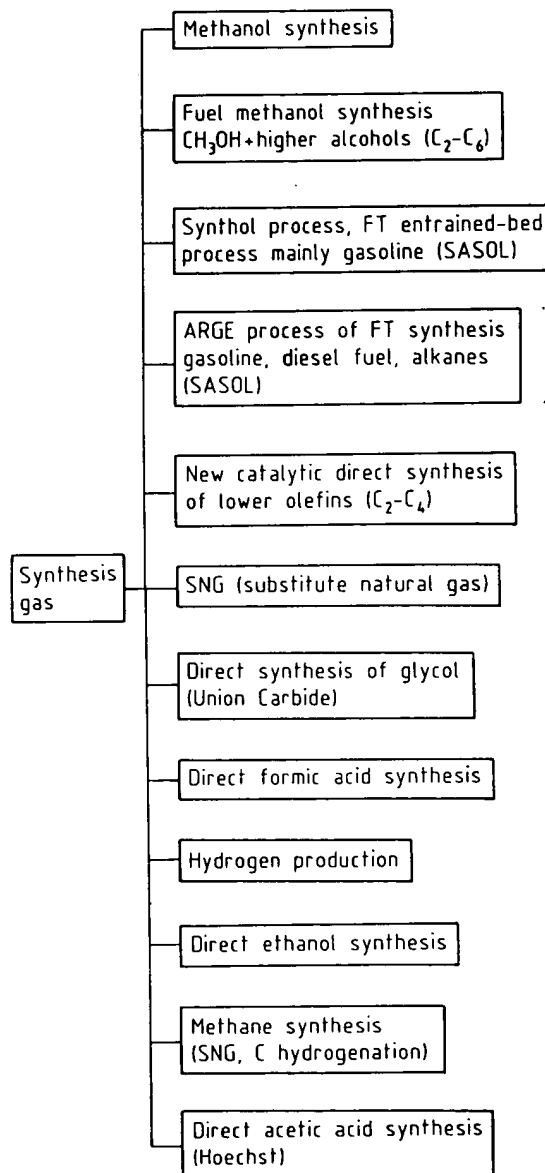 Methanol synthesis
Fuel methanol synthesis
CH₃OH+higher alcohols (C₂–C₆)
Synthol process, FT entrained-bed
process mainly gasoline (SASOL)
ARGE process of FT synthesis
gasoline, diesel fuel, alkanes
(SASOL)
New catalytic direct synthesis
of lower olefins (C₂–C₄)
Synthesis
gas
SNG (substitute natural gas)
Direct synthesis of glycol
(Union Carbide)
Direct formic acid synthesis
Hydrogen production
Direct ethanol synthesis
Methane synthesis
(SNG, C hydrogenation)
Direct acetic acid synthesis
(Hoechst)